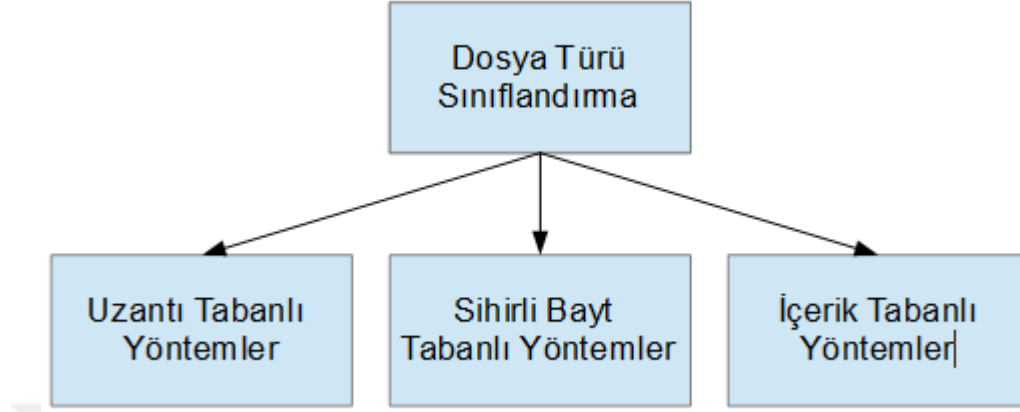 Dosya Türü
Sınıflandırma
Uzantı Tabanlı
Yöntemler
Sihirli Bayt
Tabanlı Yöntemler
İçerik Tabanlı
Yöntemler